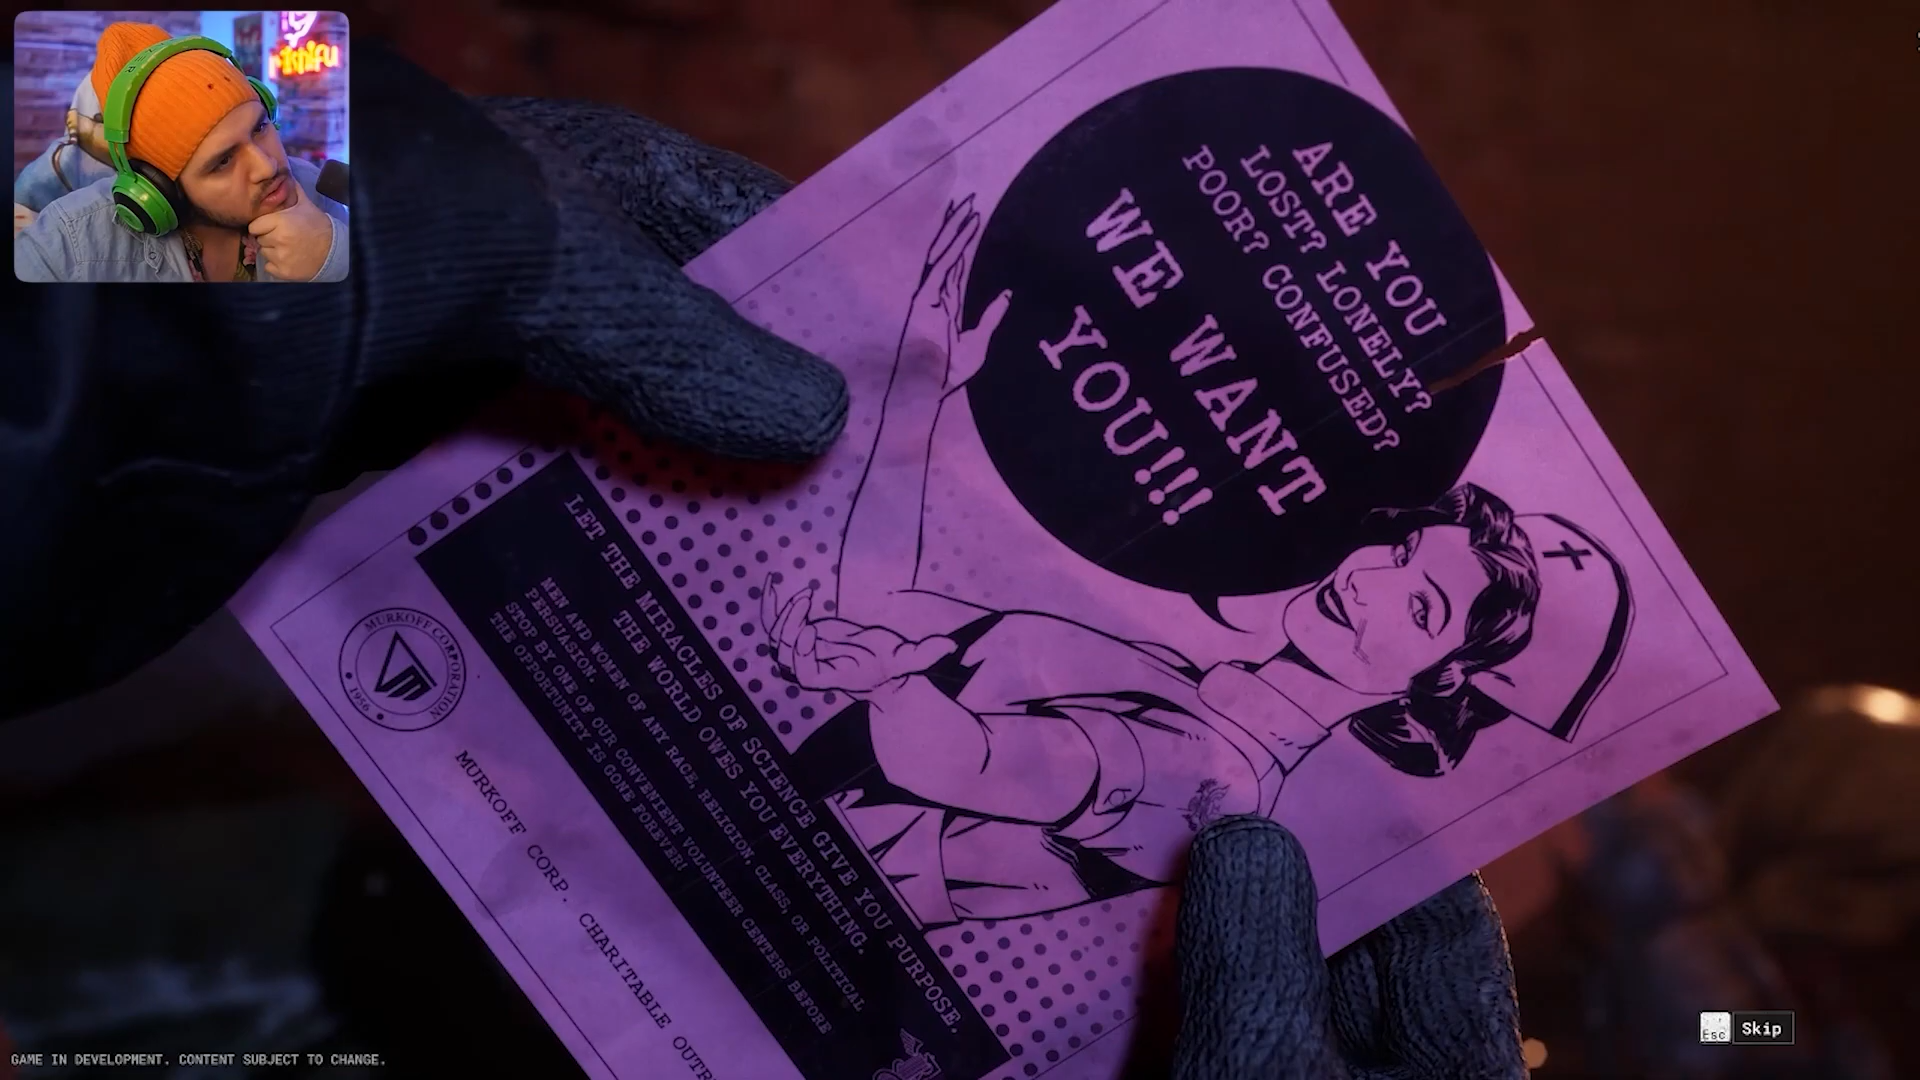 rikhifu
ARE YOU
LOST? LONELY?
POOR? CONFUSED?
WE WANT
YOU!!!
LET THE MIRACLES OF SCIENCE GIVE YOU PURPOSE.
THE WORLD OWES YOU EVERYTHING.
MEN AND WOMEN OF ANY RACE, RELIGION, CLASS, OR POLITICAL
PERSUASION.
STOP BY ONE OF OUR CONVENIENT VOLUNTEER CENTERS BEFORE
THE OPPORTUNITY IS GONE FOREVER!
MURKOFF CORPORATION
• 1956 •
MURKOFF CORP. CHARITABLE OUTR
Esc Skip
GAME IN DEVELOPMENT. CONTENT SUBJECT TO CHANGE.